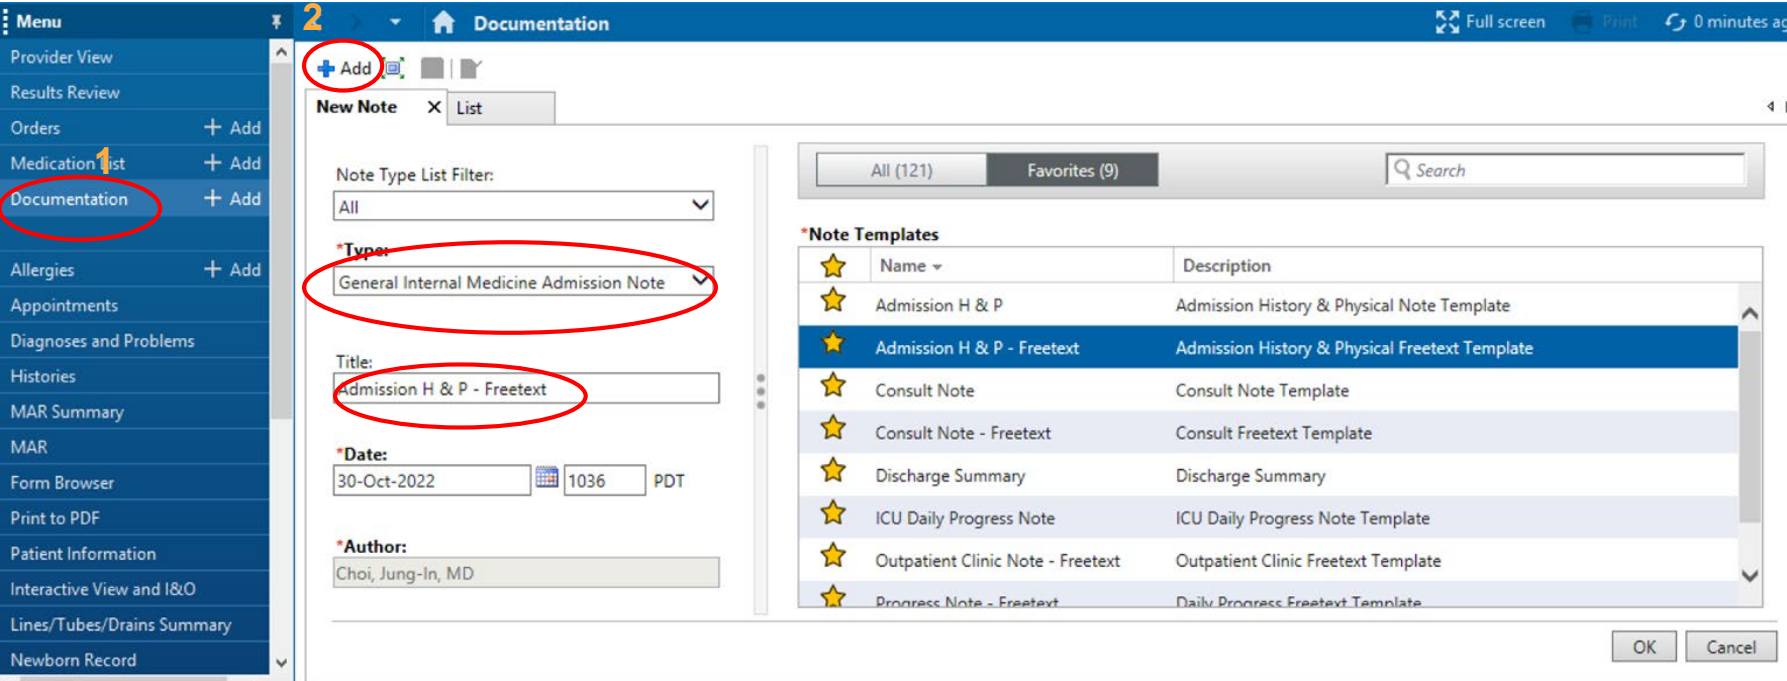 Menu
2
Documentation
Full screen
Print
0 minutes ag
Provider View
Results Review
Orders
+ Add
Medication List
+ Add
1
Documentation
+ Add
Allergies
+ Add
Appointments
Diagnoses and Problems
Histories
MAR Summary
MAR
Form Browser
Print to PDF
Patient Information
Interactive View and I&O
Lines/Tubes/Drains Summary
Newborn Record
Add
New Note X
List
Note Type List Filter:
All
*Type:
General Internal Medicine Admission Note
Title:
Admission H & P - Freetext
*Date:
30-Oct-2022
1036
PDT
*Author:
Choi, Jung-In, MD
All (121)
Favorites (9)
Search
*Note Templates
Name
Description
Admission H & P
Admission History & Physical Note Template
Admission H & P - Freetext
Admission History & Physical Freetext Template
Consult Note
Consult Note Template
Consult Note - Freetext
Consult Freetext Template
Discharge Summary
Discharge Summary
ICU Daily Progress Note
ICU Daily Progress Note Template
Outpatient Clinic Note - Freetext
Outpatient Clinic Freetext Template
Progress Note - Freetext
Daily Progress Freetext Template
OK
Cancel